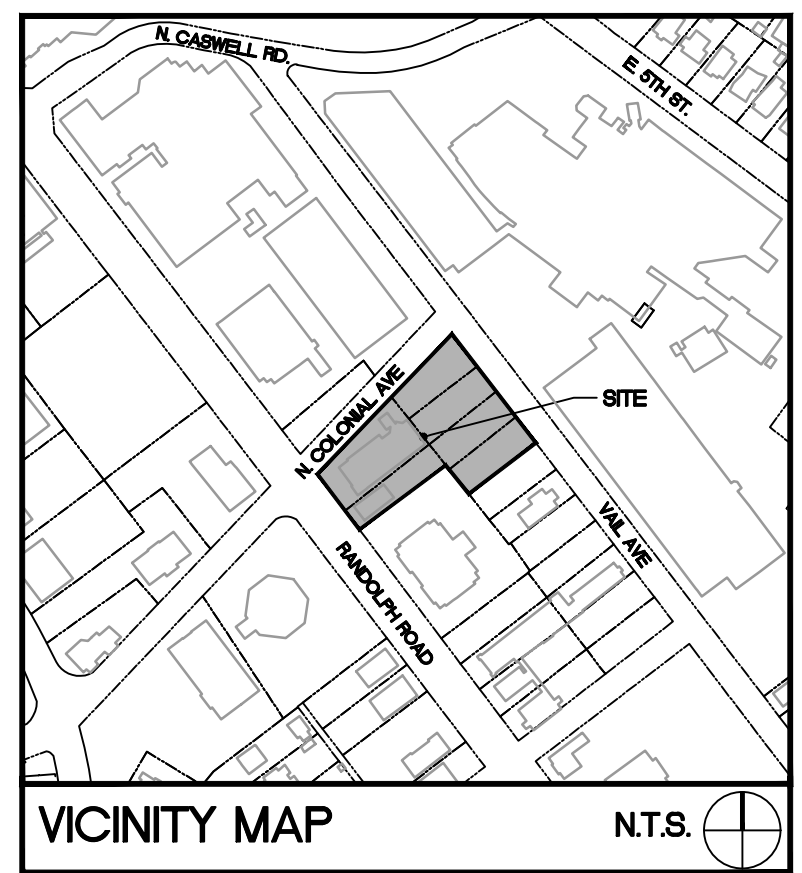 N. CASWELL RD.
E 5TH ST.
N. COLONIAL AVE
SITE
VAIL AVE
RANDOLPH ROAD
VICINITY MAP
N.T.S.